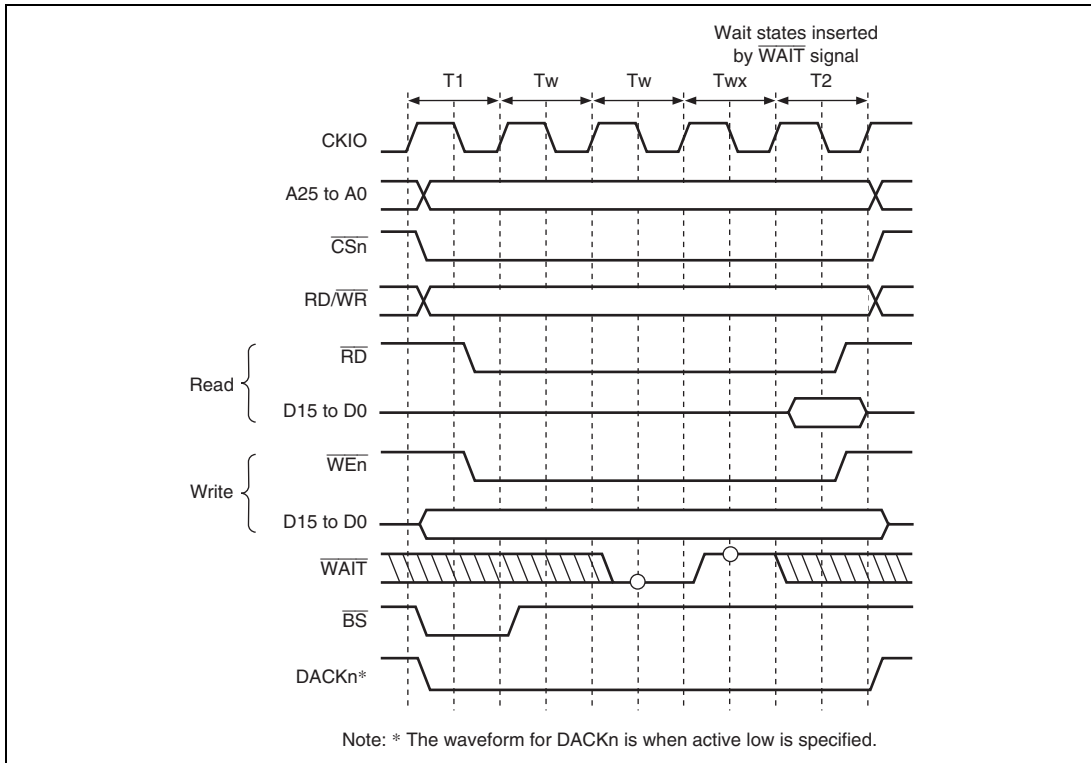 Wait states inserted
by WAIT signal
T1 Tw Tw Twx T2
CKIO
A25 to A0
CSn
RD/WR
Read
RD
D15 to D0
Write
WEn
D15 to D0
WAIT
BS
DACKn*
Note: * The waveform for DACKn is when active low is specified.